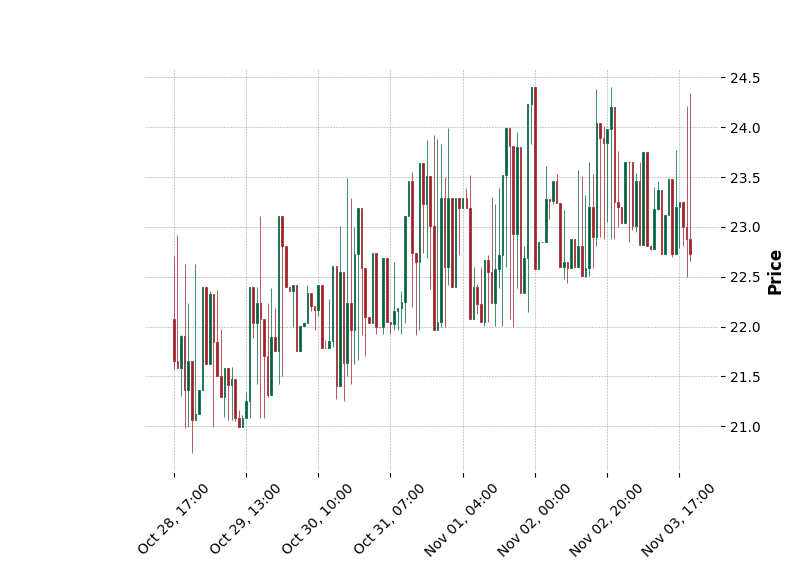 24.5
24.0
23.5
23.0
22.5
22.0
21.5
21.0
Price
Oct 28, 17:00
Oct 29, 13:00
Oct 30, 10:00
Oct 31, 07:00
Nov 01, 04:00
Nov 02, 00:00
Nov 02, 20:00
Nov 03, 17:00